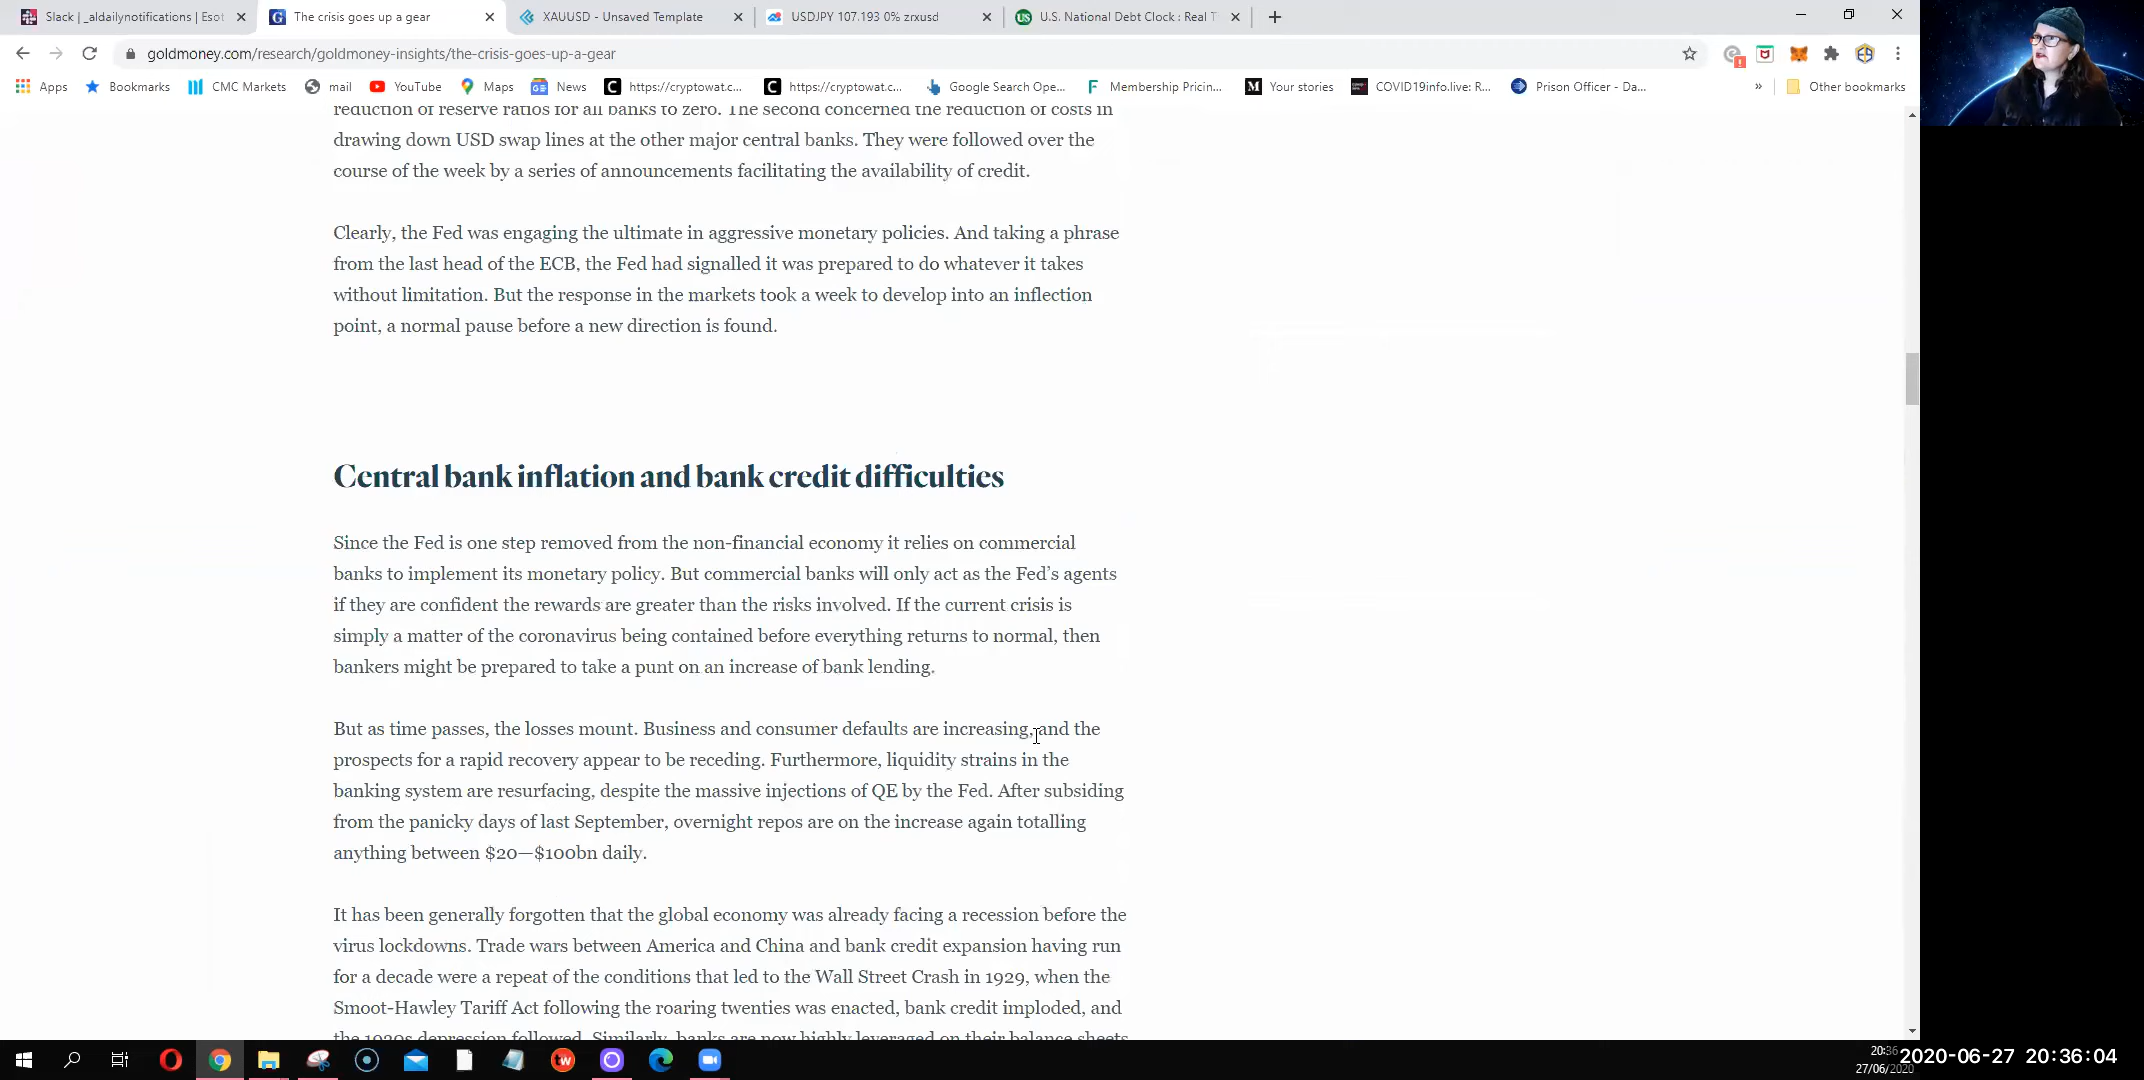 Slack | _aldailynotifications | Esot
The crisis goes up a gear
XAUUSD - Unsaved Template
USDJPY 107.193 0% zrxusd
U.S. National Debt Clock : Real T
goldmoney.com/research/goldmoney-insights/the-crisis-goes-up-a-gear
Apps
Bookmarks
CMC Markets
mail
YouTube
Maps
News
https://cryptowat.c...
https://cryptowat.c...
Google Search Ope...
Membership Pricin...
Your stories
COVID19info.live: R...
Prison Officer - Da...
»
Other bookmarks
reduction of reserve ratios for all banks to zero. The second concerned the reduction of costs in
drawing down USD swap lines at the other major central banks. They were followed over the
course of the week by a series of announcements facilitating the availability of credit.
Clearly, the Fed was engaging the ultimate in aggressive monetary policies. And taking a phrase
from the last head of the ECB, the Fed had signalled it was prepared to do whatever it takes
without limitation. But the response in the markets took a week to develop into an inflection
point, a normal pause before a new direction is found.
Central bank inflation and bank credit difficulties
Since the Fed is one step removed from the non-financial economy it relies on commercial
banks to implement its monetary policy. But commercial banks will only act as the Fed’s agents
if they are confident the rewards are greater than the risks involved. If the current crisis is
simply a matter of the coronavirus being contained before everything returns to normal, then
bankers might be prepared to take a punt on an increase of bank lending.
But as time passes, the losses mount. Business and consumer defaults are increasing, and the
prospects for a rapid recovery appear to be receding. Furthermore, liquidity strains in the
banking system are resurfacing, despite the massive injections of QE by the Fed. After subsiding
from the panicky days of last September, overnight repos are on the increase again totalling
anything between $20—$100bn daily.
It has been generally forgotten that the global economy was already facing a recession before the
virus lockdowns. Trade wars between America and China and bank credit expansion having run
for a decade were a repeat of the conditions that led to the Wall Street Crash in 1929, when the
Smoot-Hawley Tariff Act following the roaring twenties was enacted, bank credit imploded, and
the 1930s depression followed. Similarly, banks are now highly leveraged on their balance sheets
20:36
27/06/2020
2020-06-27 20:36:04